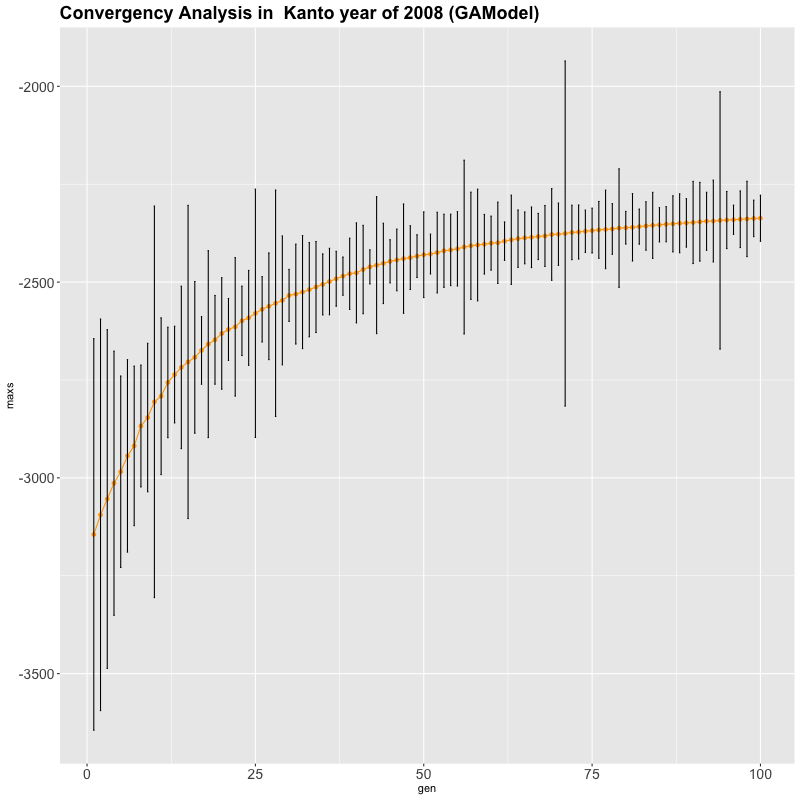 Convergency Analysis in  Kanto year of 2008 (GAModel)
-2000
-2500
maxs
-3000
-3500
0 25 50 75 100
gen